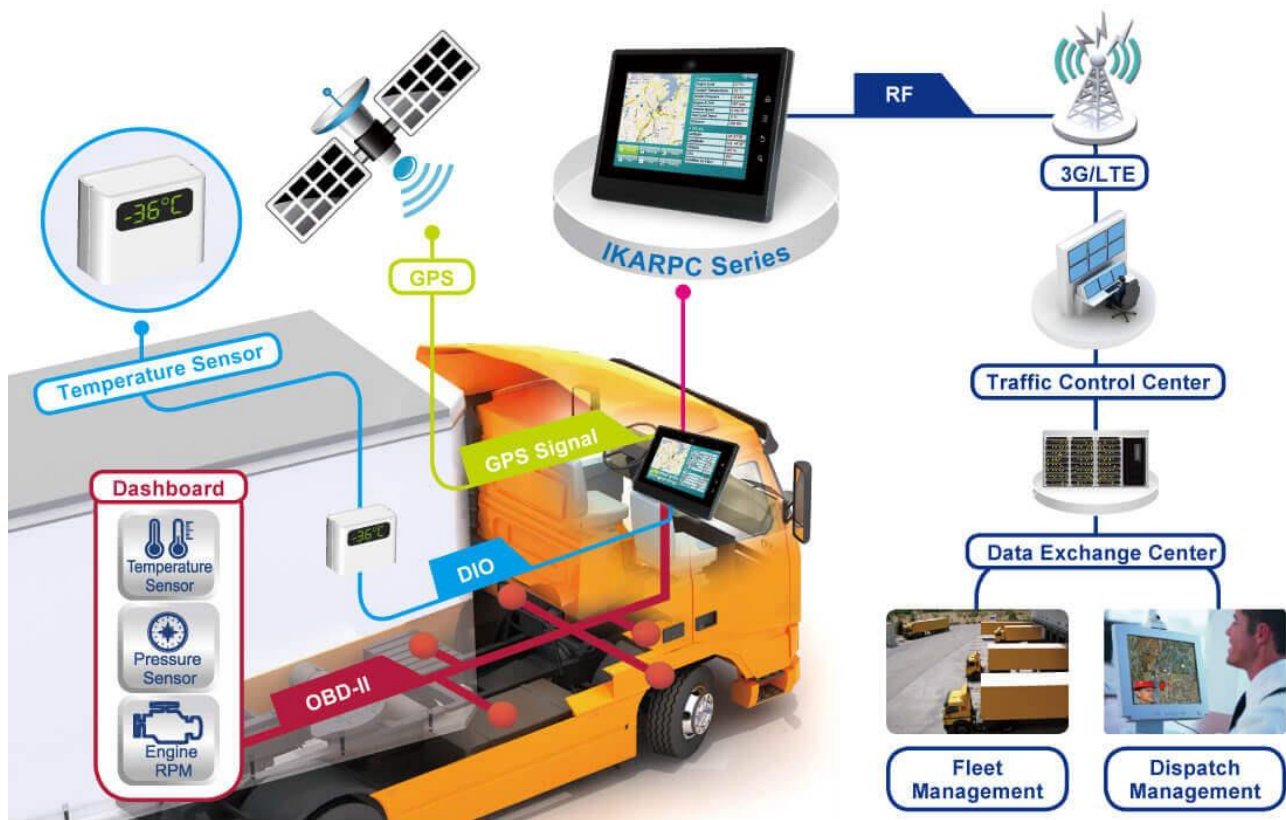 -36°C
Temperature Sensor
GPS
GPS Signal
IKARPC Series
RF
3G/LTE
Traffic Control Center
Data Exchange Center
Fleet
Management
Dispatch
Management
Dashboard
Temperature
Sensor
Pressure
Sensor
Engine
RPM
-36°C
DIO
OBD-II